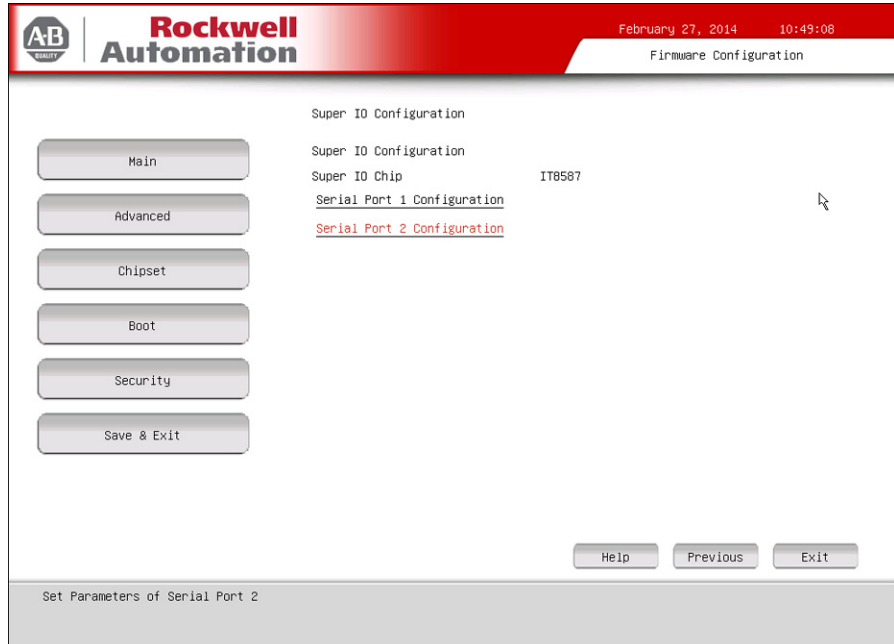 A·B
QUALITY
Rockwell
Automation
February 27, 2014 10:49:08
Firmware Configuration
Super IO Configuration
Main
Advanced
Chipset
Boot
Security
Save & Exit
Super IO Configuration
Super IO Chip IT8587
Serial Port 1 Configuration
Serial Port 2 Configuration
Help Previous Exit
Set Parameters of Serial Port 2